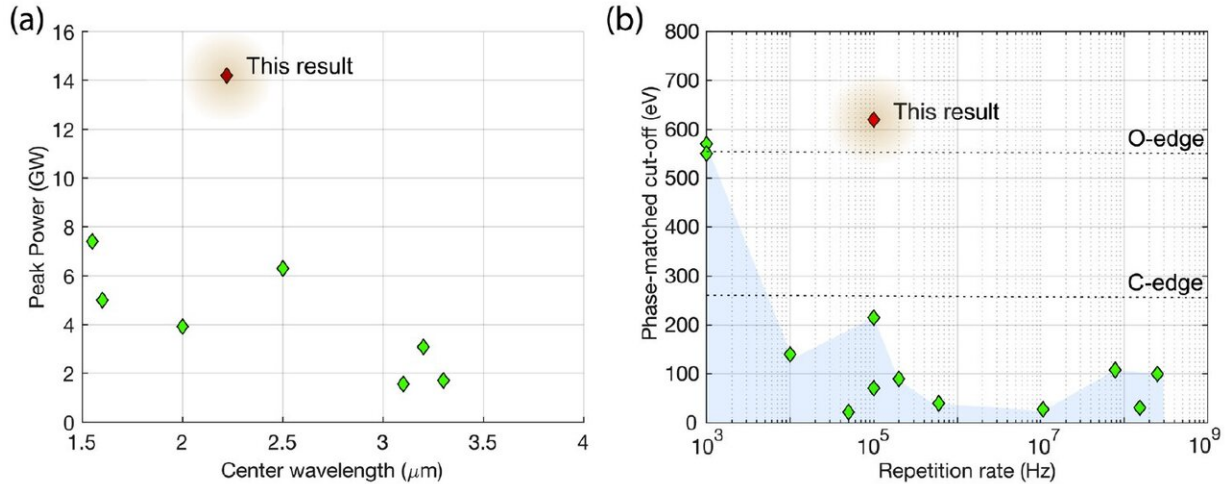 (a)
Peak Power (GW)
16
14
12
10
8
6
4
2
0
This result
1.5 2 2.5 3 3.5 4
Center wavelength (μm)
(b)
Phase-matched cut-off (eV)
800
700
600
500
400
300
200
100
0
This result
O-edge
C-edge
10³ 10⁵ 10⁷ 10⁹
Repetition rate (Hz)